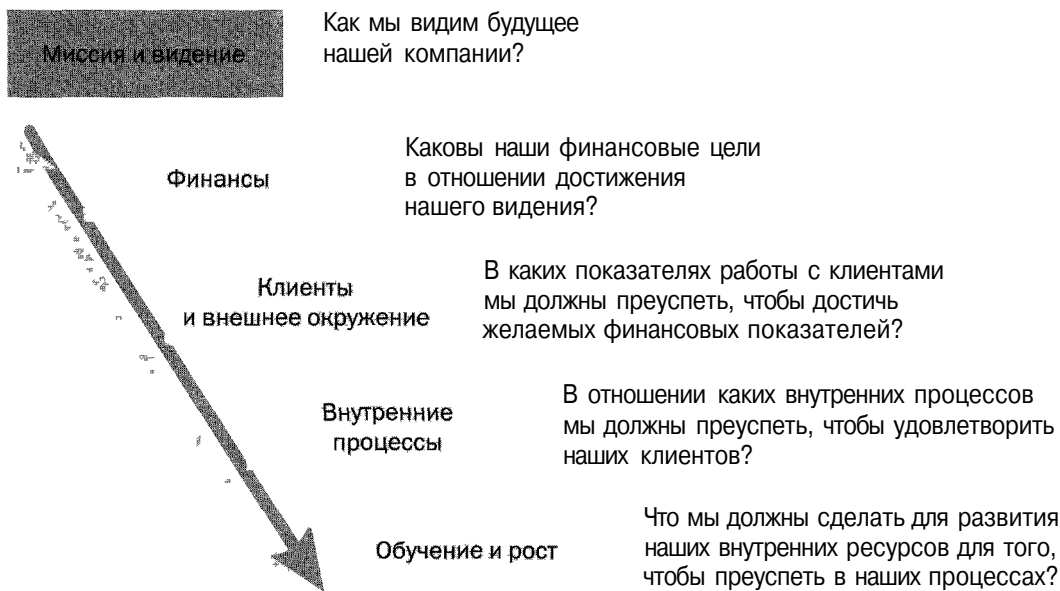 Миссия и видение
Как мы видим будущее
нашей компании?
Финансы
Каковы наши финансовые цели
в отношении достижения
нашего видения?
Клиенты
и внешнее окружение
В каких показателях работы с клиентами
мы должны преуспеть, чтобы достичь
желаемых финансовых показателей?
Внутренние
процессы
В отношении каких внутренних процессов
мы должны преуспеть, чтобы удовлетворить
наших клиентов?
Обучение и рост
Что мы должны сделать для развития
наших внутренних ресурсов для того,
чтобы преуспеть в наших процессах?